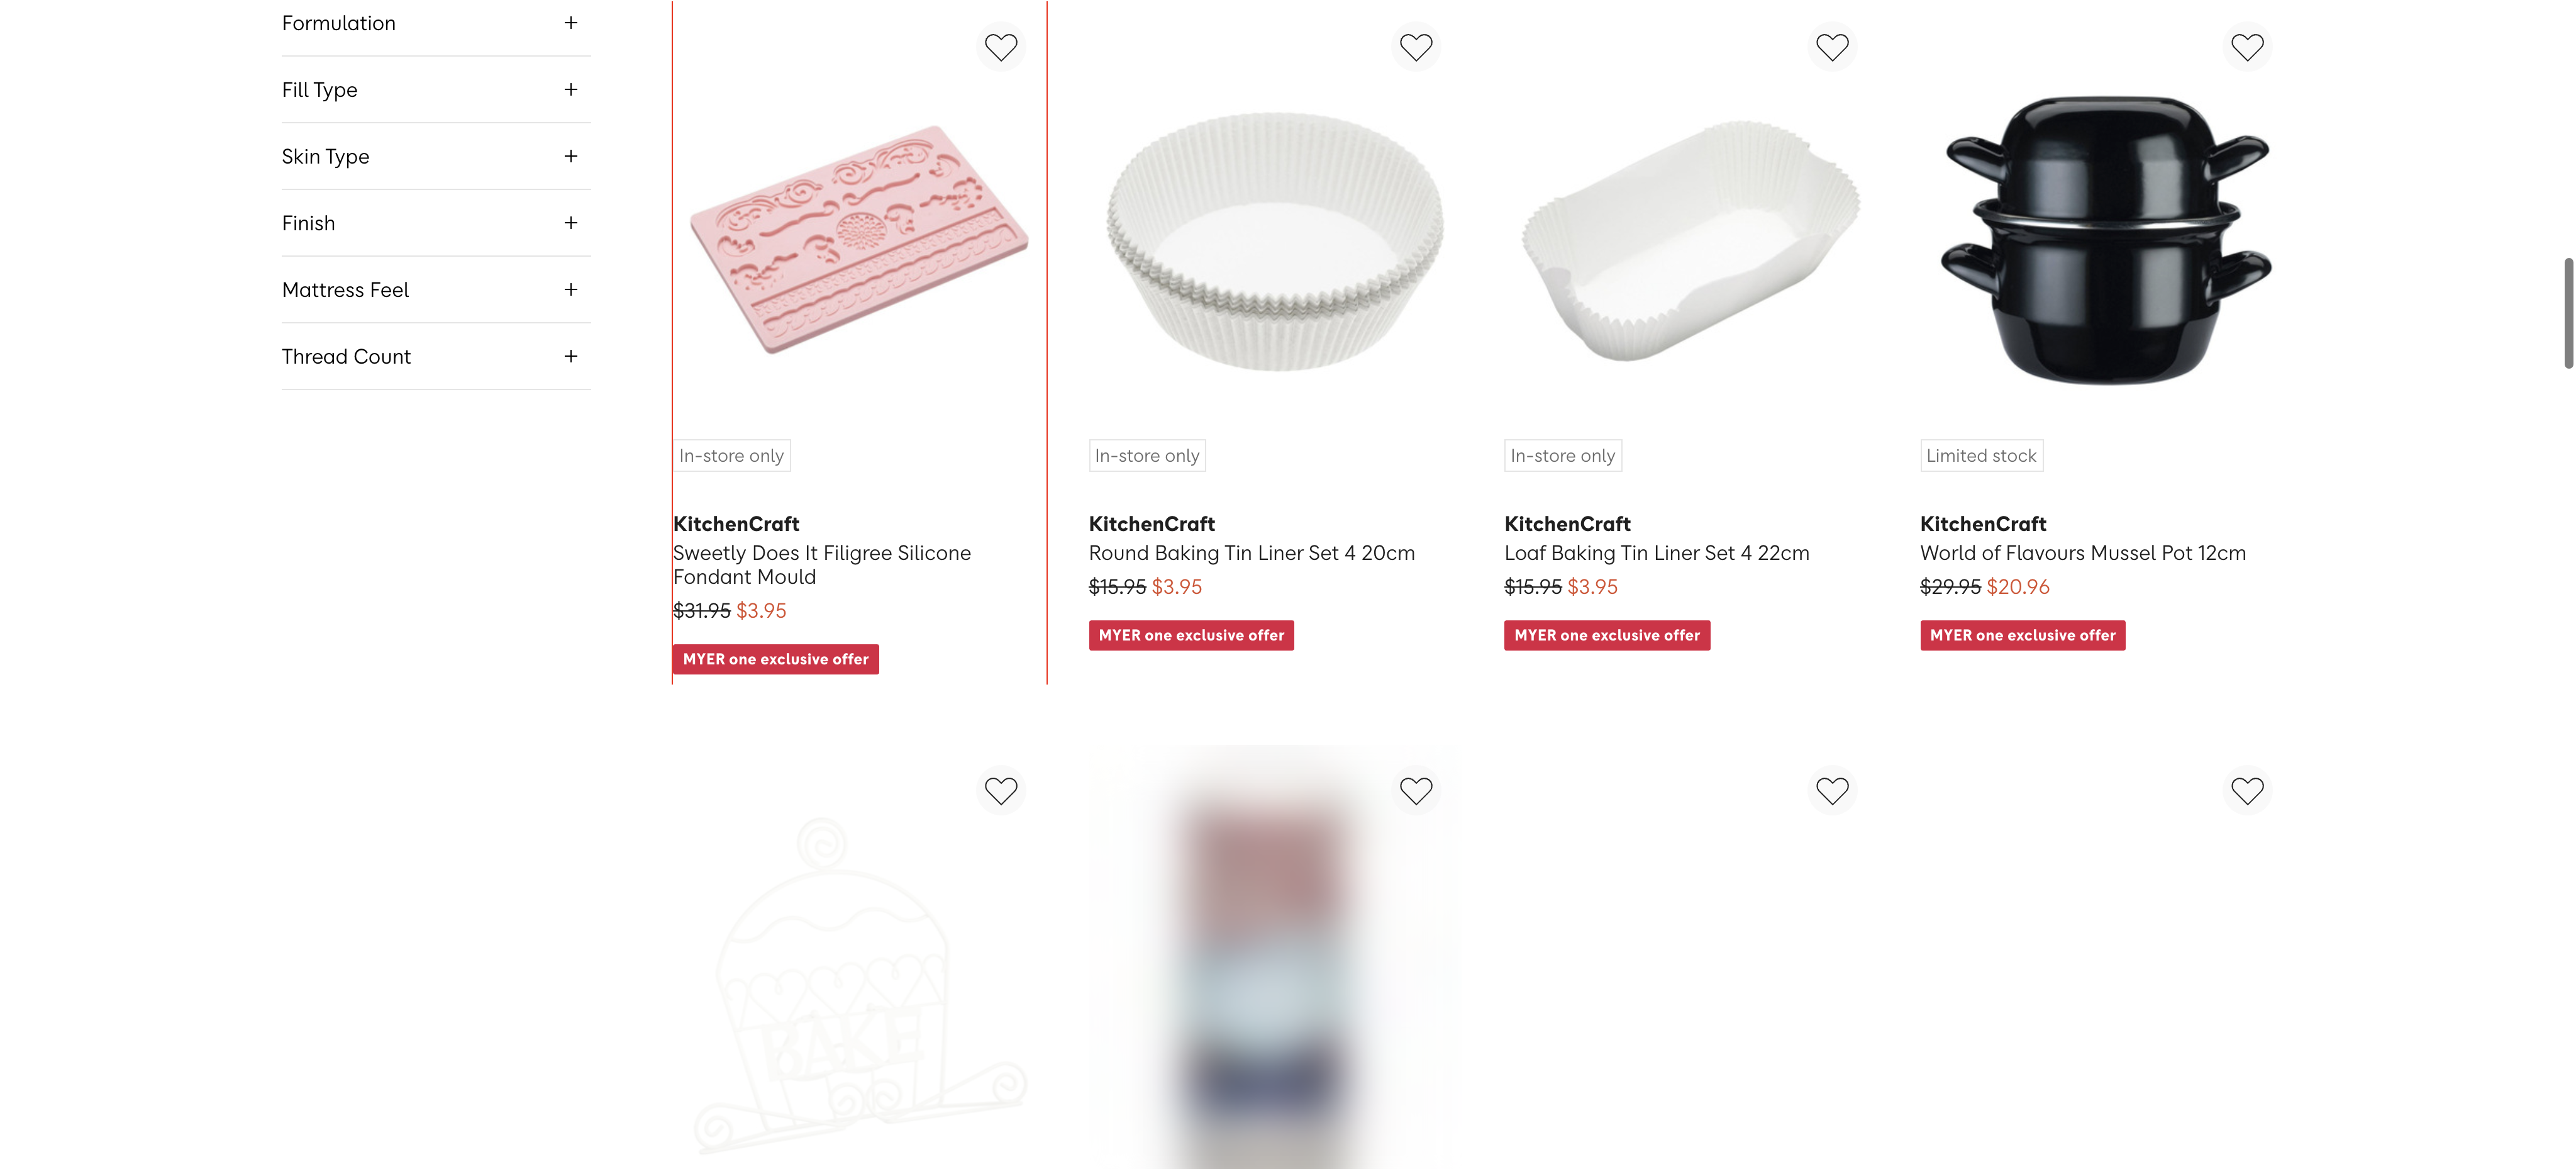 Formulation
Fill Type
Skin Type
Finish
Mattress Feel
Thread Count
In-store only
KitchenCraft
Sweetly Does It Filigree Silicone
Fondant Mould
$31.95 $3.95
MYER one exclusive offer
In-store only
KitchenCraft
Round Baking Tin Liner Set 4 20cm
$15.95 $3.95
MYER one exclusive offer
In-store only
KitchenCraft
Loaf Baking Tin Liner Set 4 22cm
$15.95 $3.95
MYER one exclusive offer
Limited stock
KitchenCraft
World of Flavours Mussel Pot 12cm
$29.95 $20.96
MYER one exclusive offer
BAKE